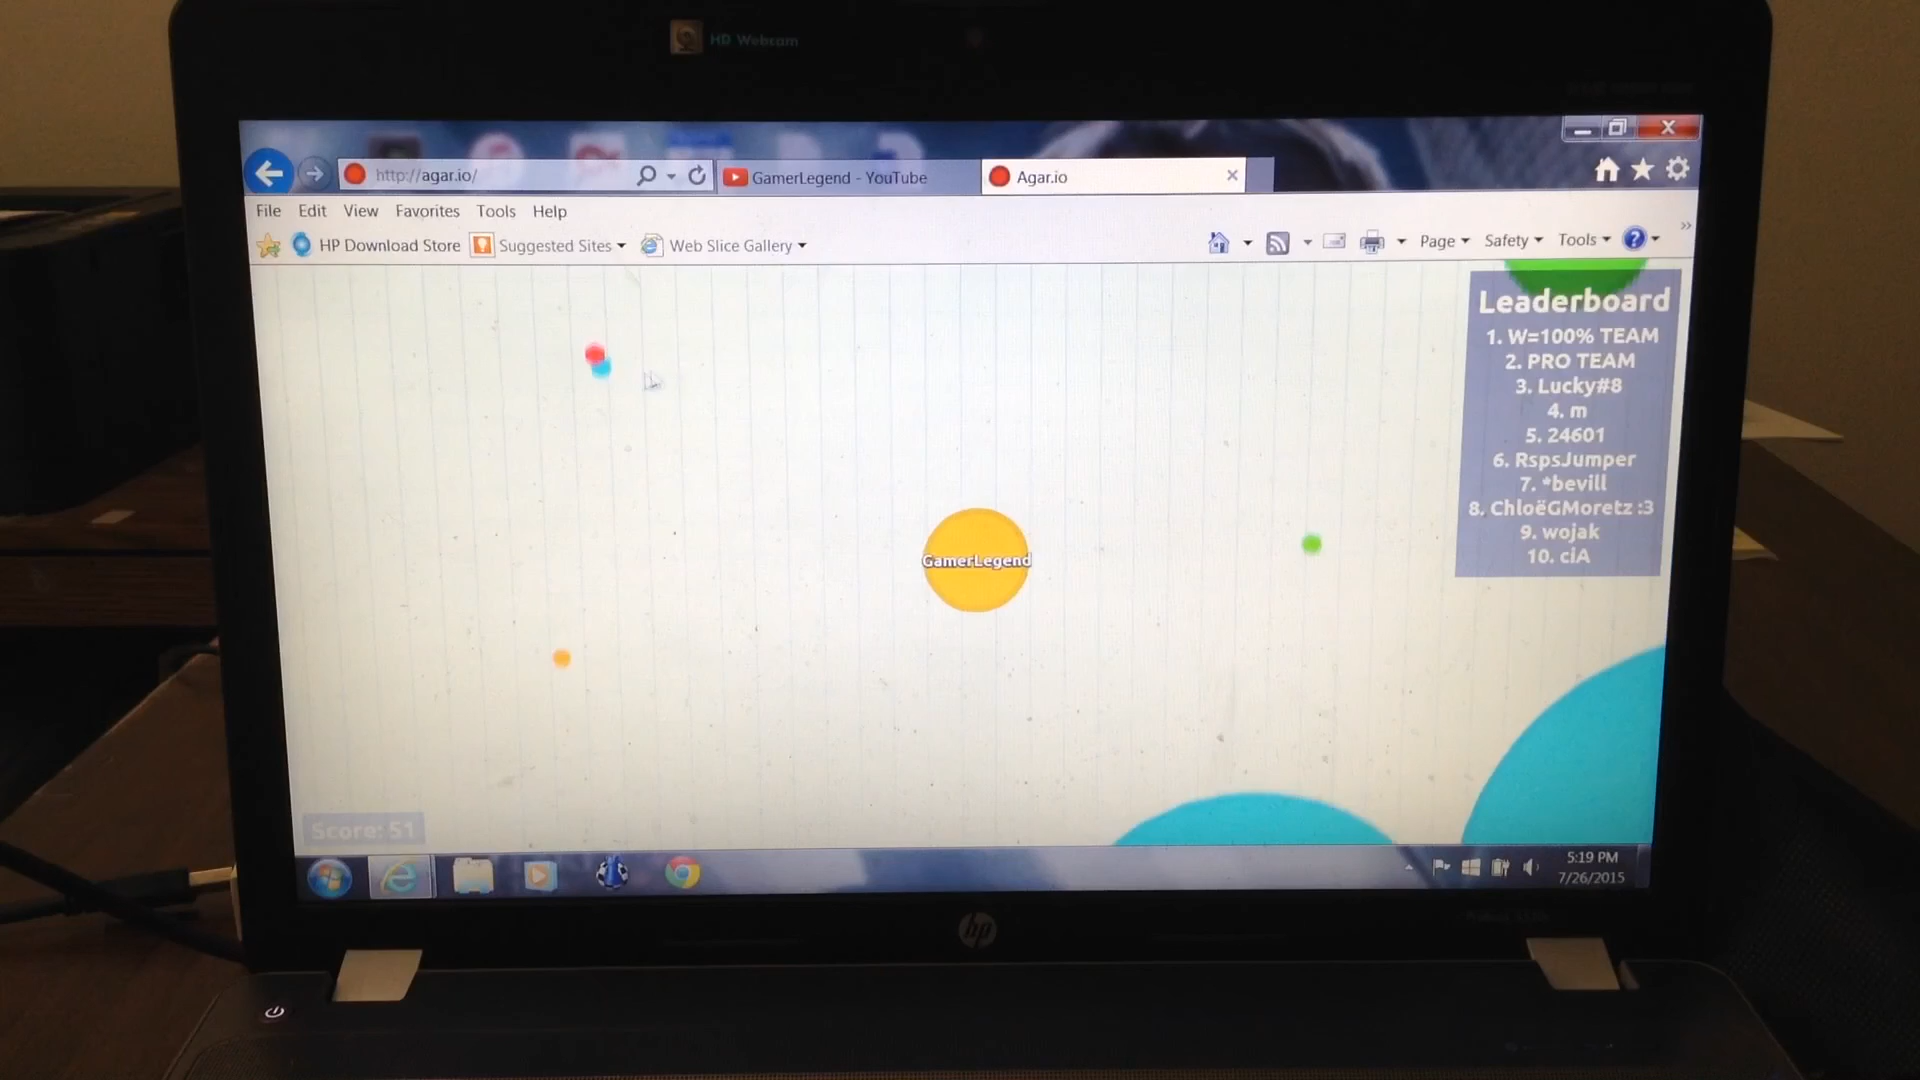 HD Webcam
http://agar.io/
GamerLegend - YouTube
Agar.io
File Edit View Favorites Tools Help
HP Download Store Suggested Sites Web Slice Gallery
Page Safety Tools
Leaderboard
1. W=100% TEAM
2. PRO TEAM
3. Lucky#8
4. m
5. 24601
6. RspsJumper
7. *bevill
8. ChloëGMoretz :3
9. wojak
10. ciA
GamerLegend
Score: 51
5:19 PM
7/26/2015
hp